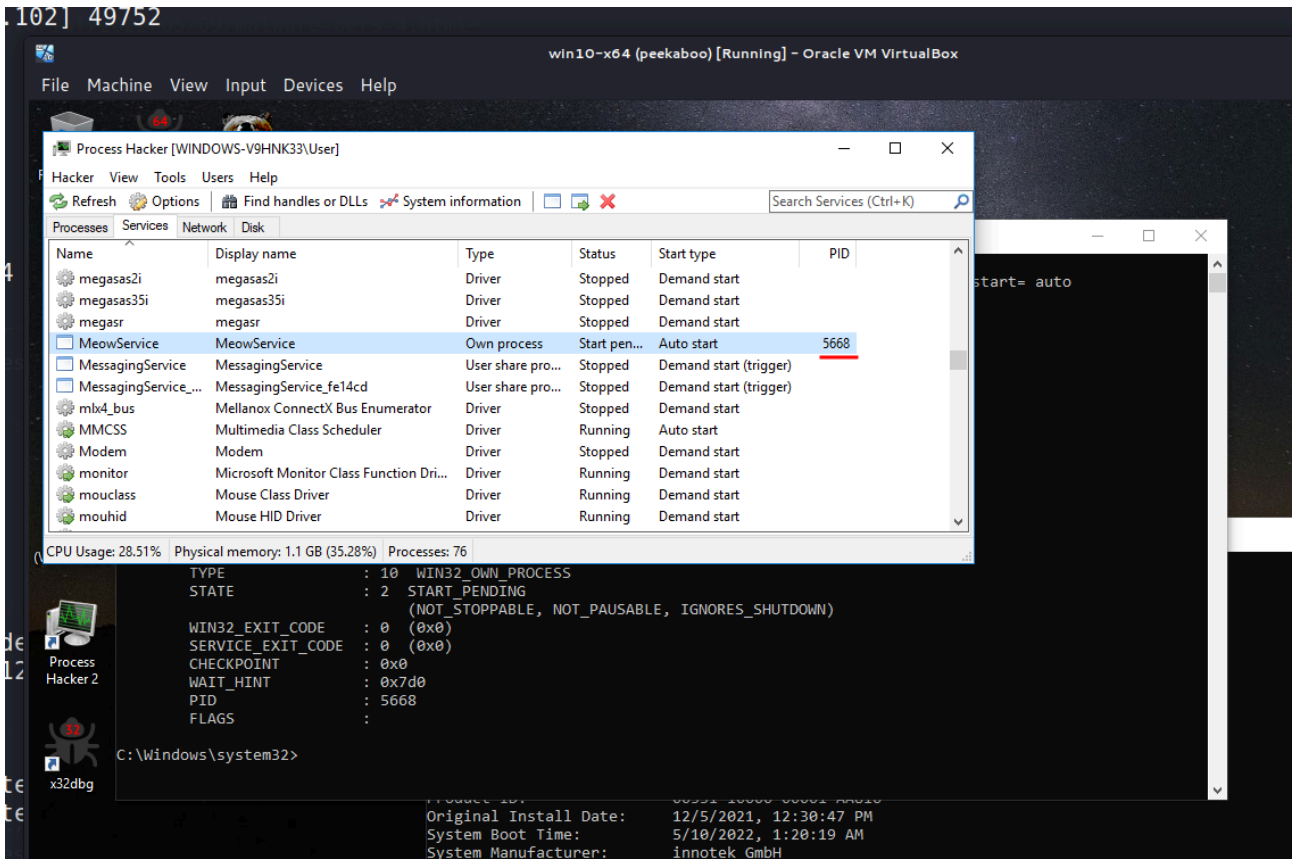 .102] 49752
win10-x64 (peekaboo) [Running] - Oracle VM VirtualBox
File Machine View Input Devices Help
64
Process Hacker [WINDOWS-V9HNK33\User]
Hacker View Tools Users Help
Refresh Options Find handles or DLLs System information Search Services (Ctrl+K)
Processes Services Network Disk
Name Display name Type Status Start type PID
megasas2i megasas2i Driver Stopped Demand start
megasas35i megasas35i Driver Stopped Demand start
megasr megasr Driver Stopped Demand start
MeowService MeowService Own process Start pen... Auto start 5668
MessagingService MessagingService User share pro... Stopped Demand start (trigger)
MessagingService_... MessagingService_fe14cd User share pro... Stopped Demand start (trigger)
mlx4_bus Mellanox ConnectX Bus Enumerator Driver Stopped Demand start
MMCSS Multimedia Class Scheduler Driver Running Auto start
Modem Modem Driver Stopped Demand start
monitor Microsoft Monitor Class Function Dri... Driver Running Demand start
mouclass Mouse Class Driver Driver Running Demand start
mouhid Mouse HID Driver Driver Running Demand start
CPU Usage: 28.51% Physical memory: 1.1 GB (35.28%) Processes: 76
start= auto
TYPE : 10 WIN32_OWN_PROCESS
STATE : 2 START_PENDING
(NOT_STOPPABLE, NOT_PAUSABLE, IGNORES_SHUTDOWN)
WIN32_EXIT_CODE : 0 (0x0)
SERVICE_EXIT_CODE : 0 (0x0)
CHECKPOINT : 0x0
WAIT_HINT : 0x7d0
PID : 5668
FLAGS :
C:\Windows\system32>
Process
Hacker 2
32
x32dbg
Original Install Date: 12/5/2021, 12:30:47 PM
System Boot Time: 5/10/2022, 1:20:19 AM
System Manufacturer: innotek GmbH